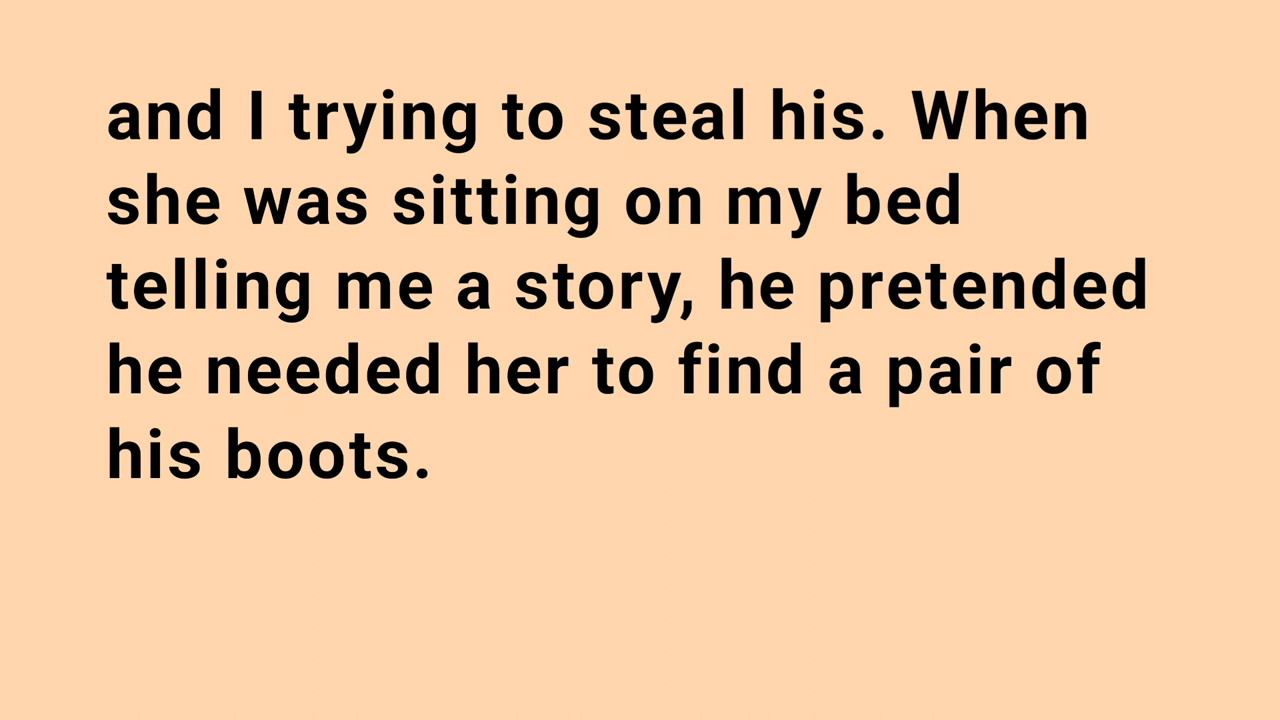 and I trying to steal his. When
she was sitting on my bed
telling me a story, he pretended
he needed her to find a pair of
his boots.